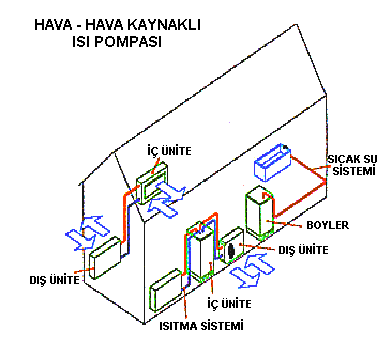 HAVA - HAVA KAYNAKLI
ISI POMPASI
İÇ ÜNİTE
SICAK SU
SİSTEMİ
BOYLER
DIŞ ÜNİTE
DIŞ ÜNİTE
İÇ ÜNİTE
ISITMA SİSTEMİ